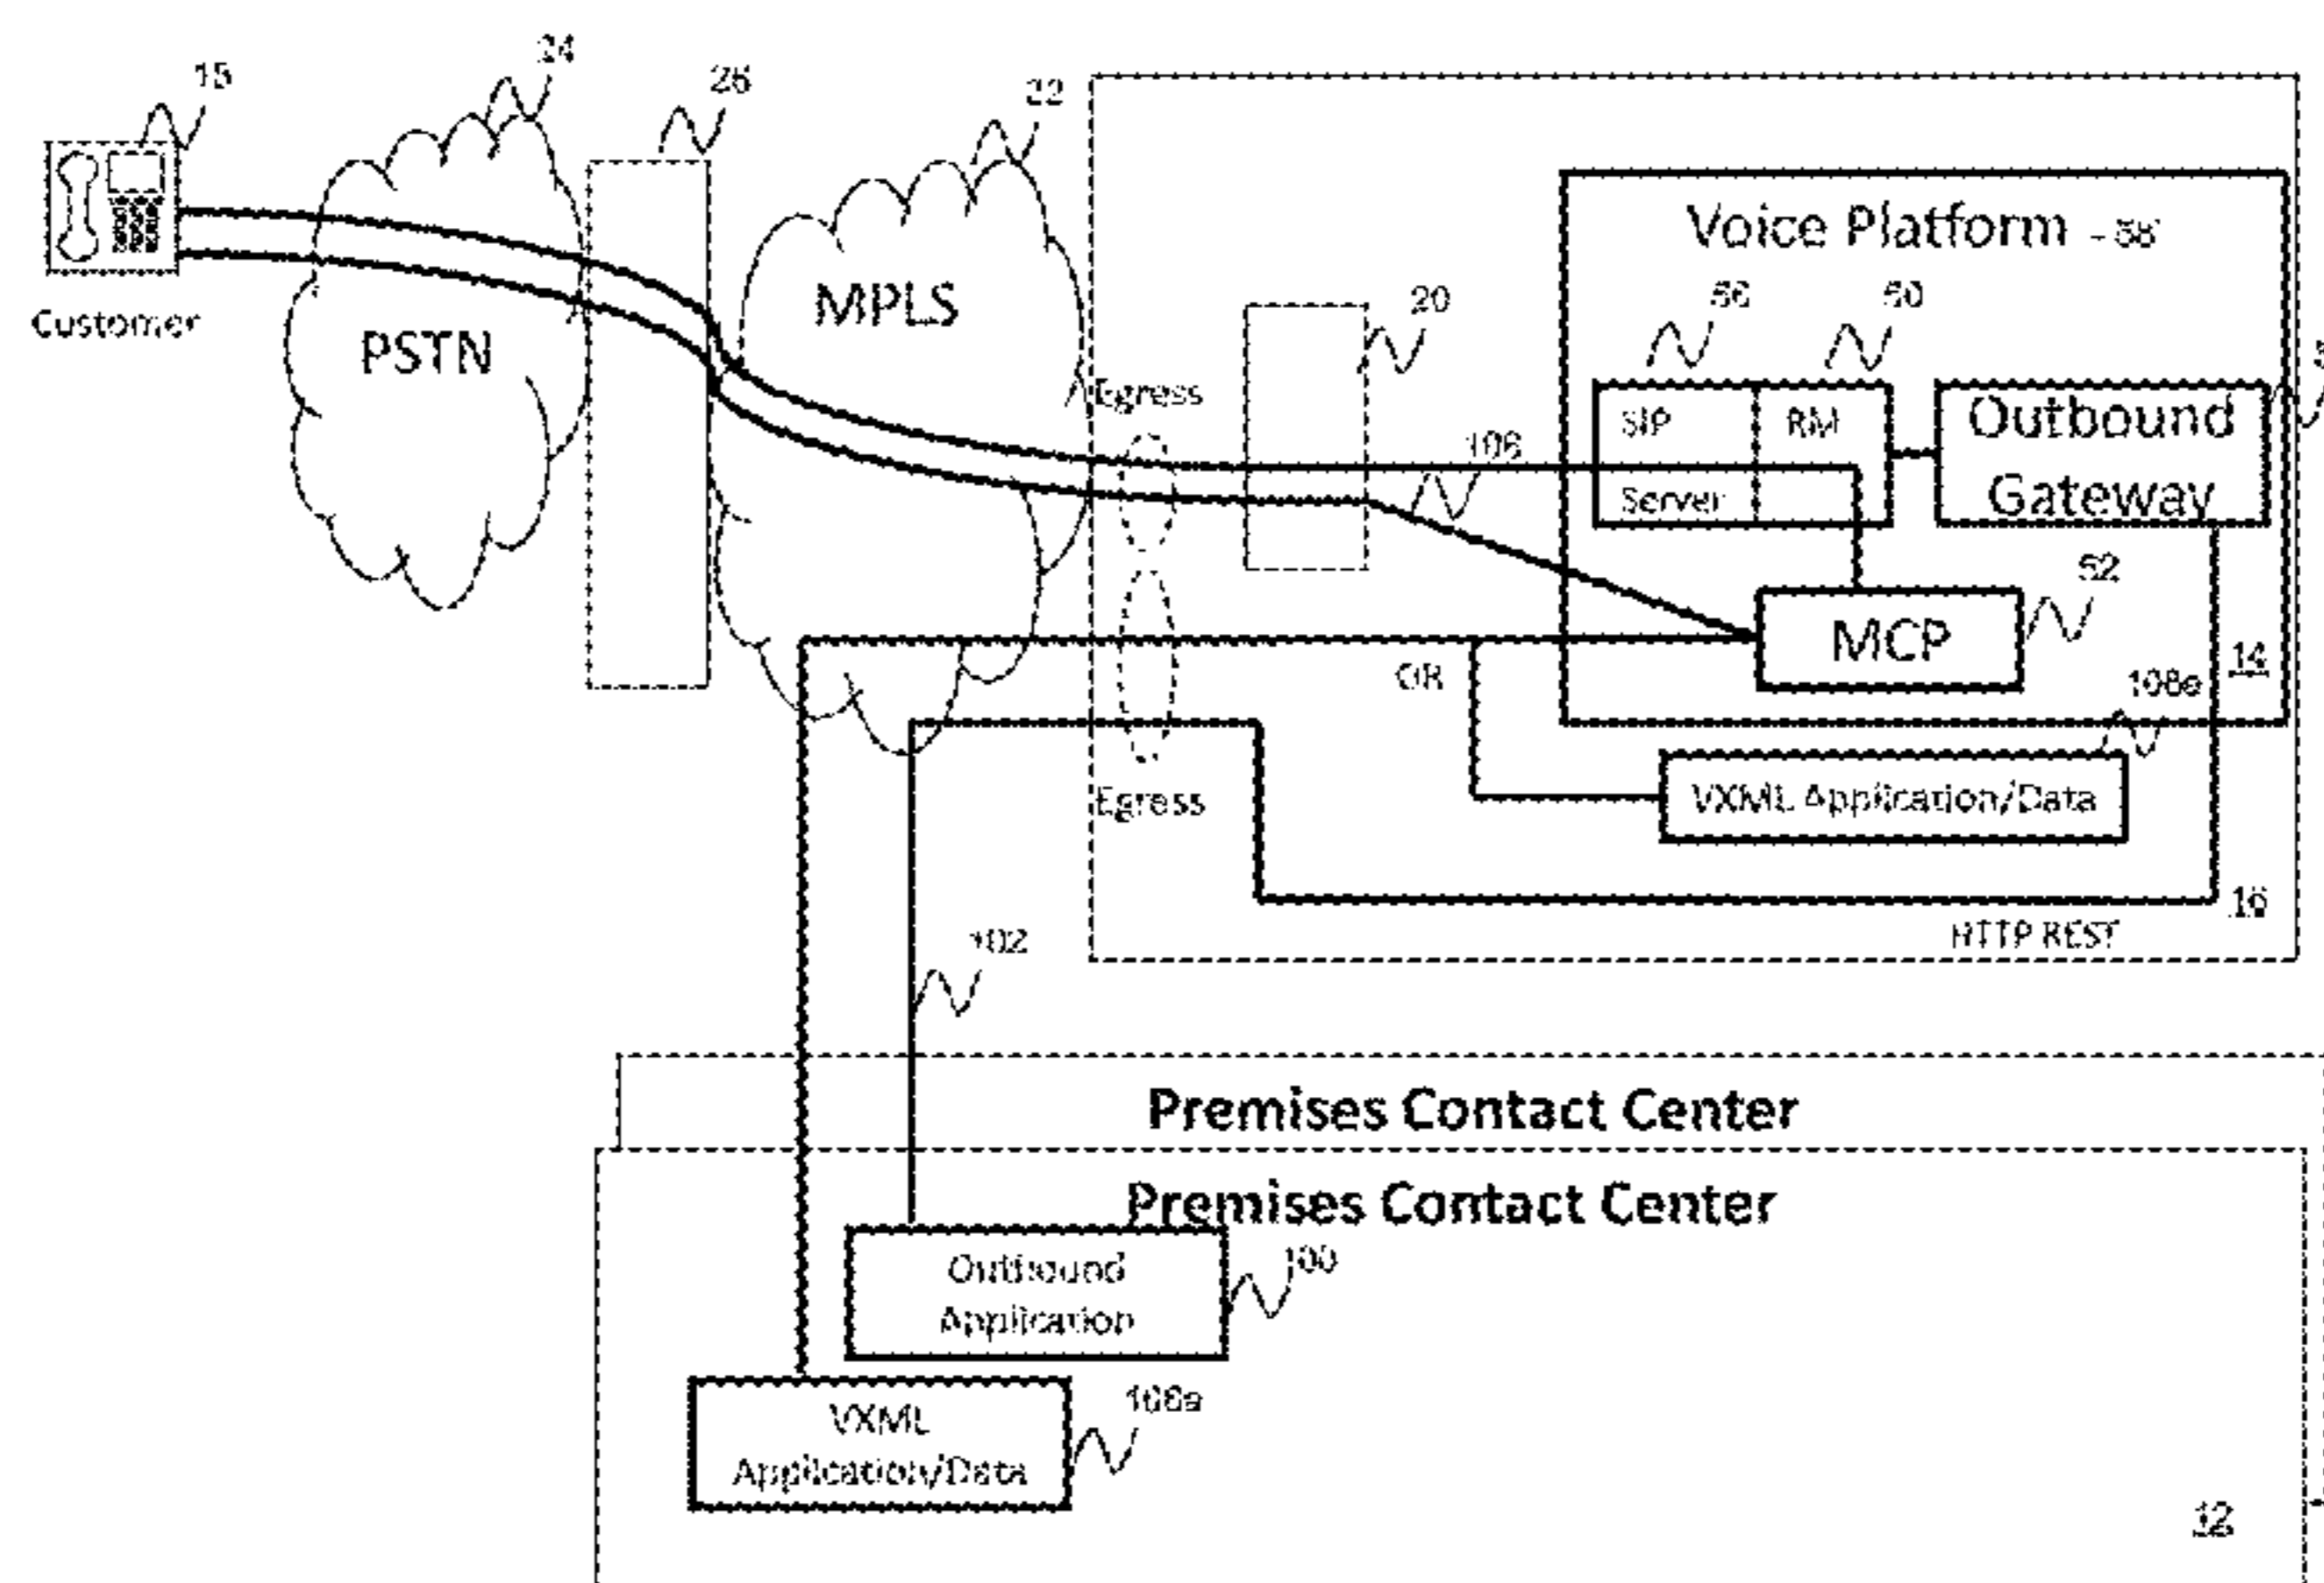 15
24
26
22
Voice Platform - 58
Customer
PSTN
MPLS
20
56
50
Egress
106
SIP
Server
RM
Outbound
Gateway
52
MCP
14
OR
108e
VXML Application/Data
Egress
16
HTTP REST
102
Premises Contact Center
Premises Contact Center
Outbound
Application
100
VXML
Application/Data
108a
12